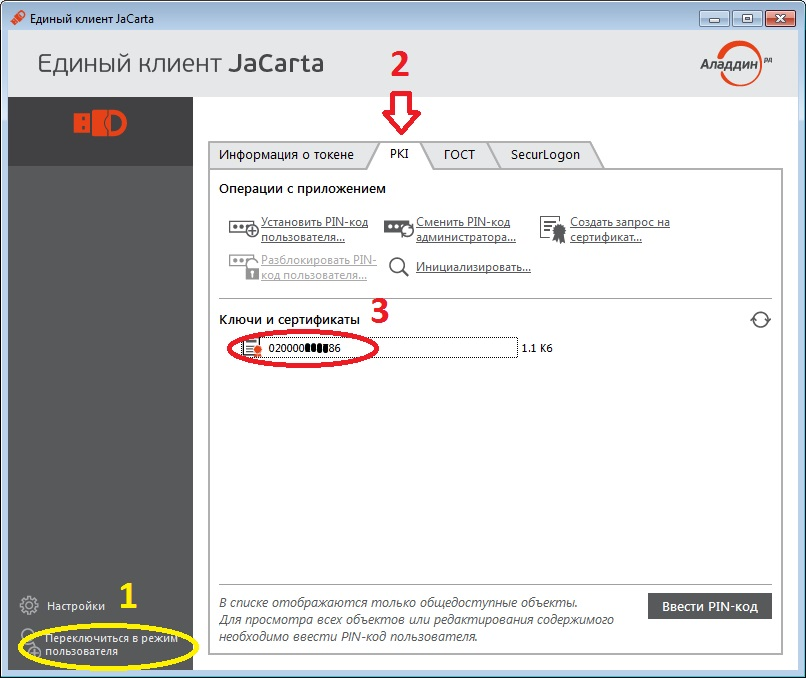 Единый клиент JaCarta
Единый клиент JaCarta
2
Аладдин РД
Информация о токене
PKI
ГОСТ
SecurLogon
Операции с приложением
Установить PIN-код
пользователя...
Сменить PIN-код
администратора...
Создать запрос на
сертификат...
Разблокировать PIN-
код пользователя...
Инициализировать...
Ключи и сертификаты
3
020000 86
1.1 Кб
1
Настройки
Переключиться в режим
пользователя
В списке отображаются только общедоступные объекты.
Для просмотра всех объектов или редактирования содержимого
необходимо ввести PIN-код пользователя.
Ввести PIN-код